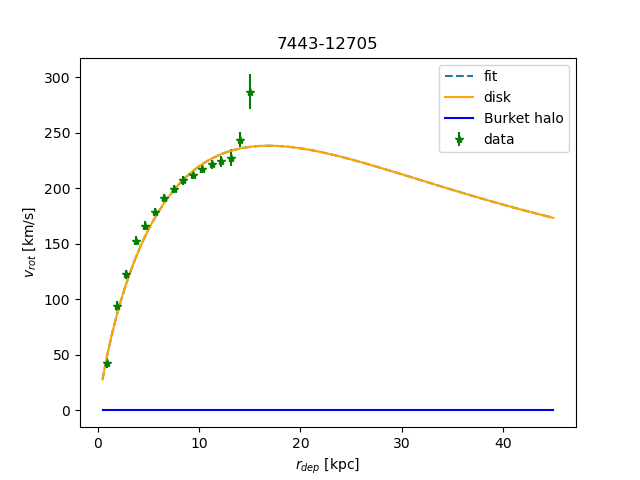 7443-12705
300
250
200
150
100
50
0
v_rot [km/s]
fit
disk
Burket halo
data
0 10 20 30 40
r_dep [kpc]